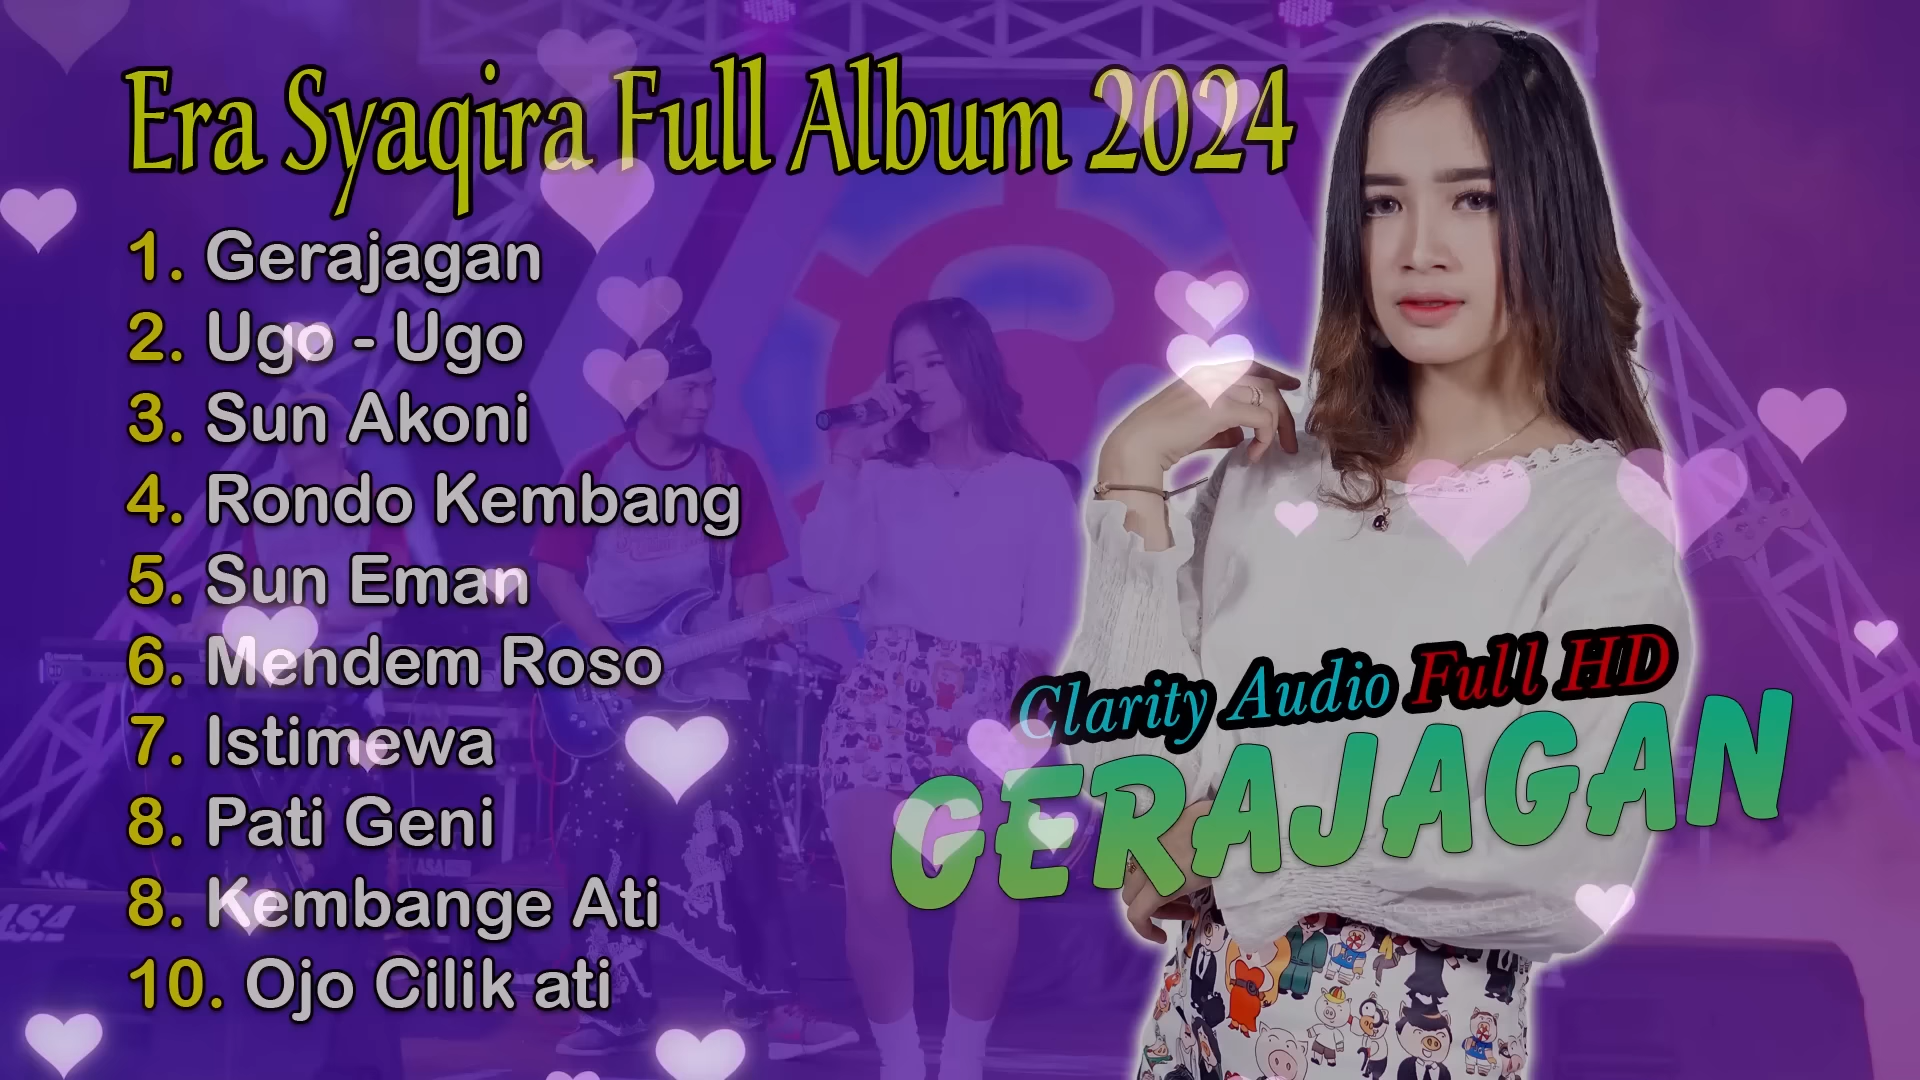 Era Syaqira Full Album 2024
1. Gerajagan
2. Ugo - Ugo
3. Sun Akoni
4. Rondo Kembang
5. Sun Eman
6. Mendem Roso
7. Istimewa
8. Pati Geni
8. Kembange Ati
10. Ojo Cilik ati
Clarity Audio Full HD
GERAJAGAN
ASA
ASA